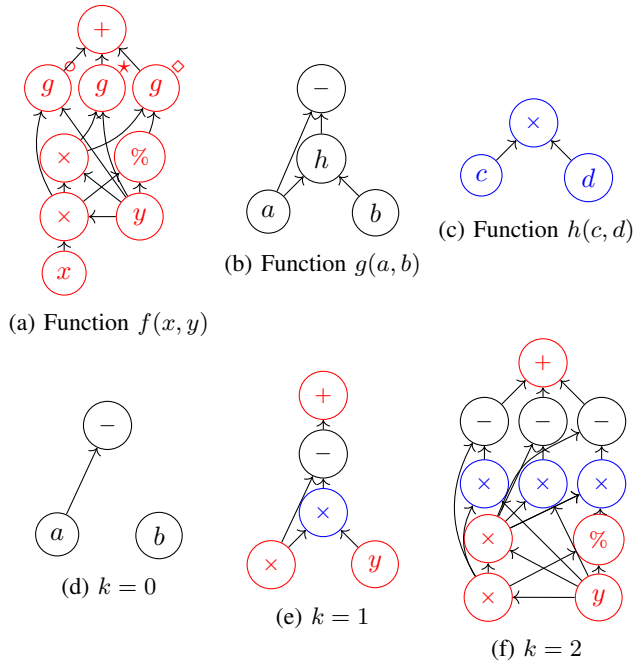 +
g ○ g ★ g ◇
× %
× y
x
(a) Function f(x, y)
−
h
a b
(b) Function g(a, b)
×
c d
(c) Function h(c, d)
−
a b
(d) k = 0
+
−
×
× y
(e) k = 1
+
− − −
× × ×
× %
× y
(f) k = 2